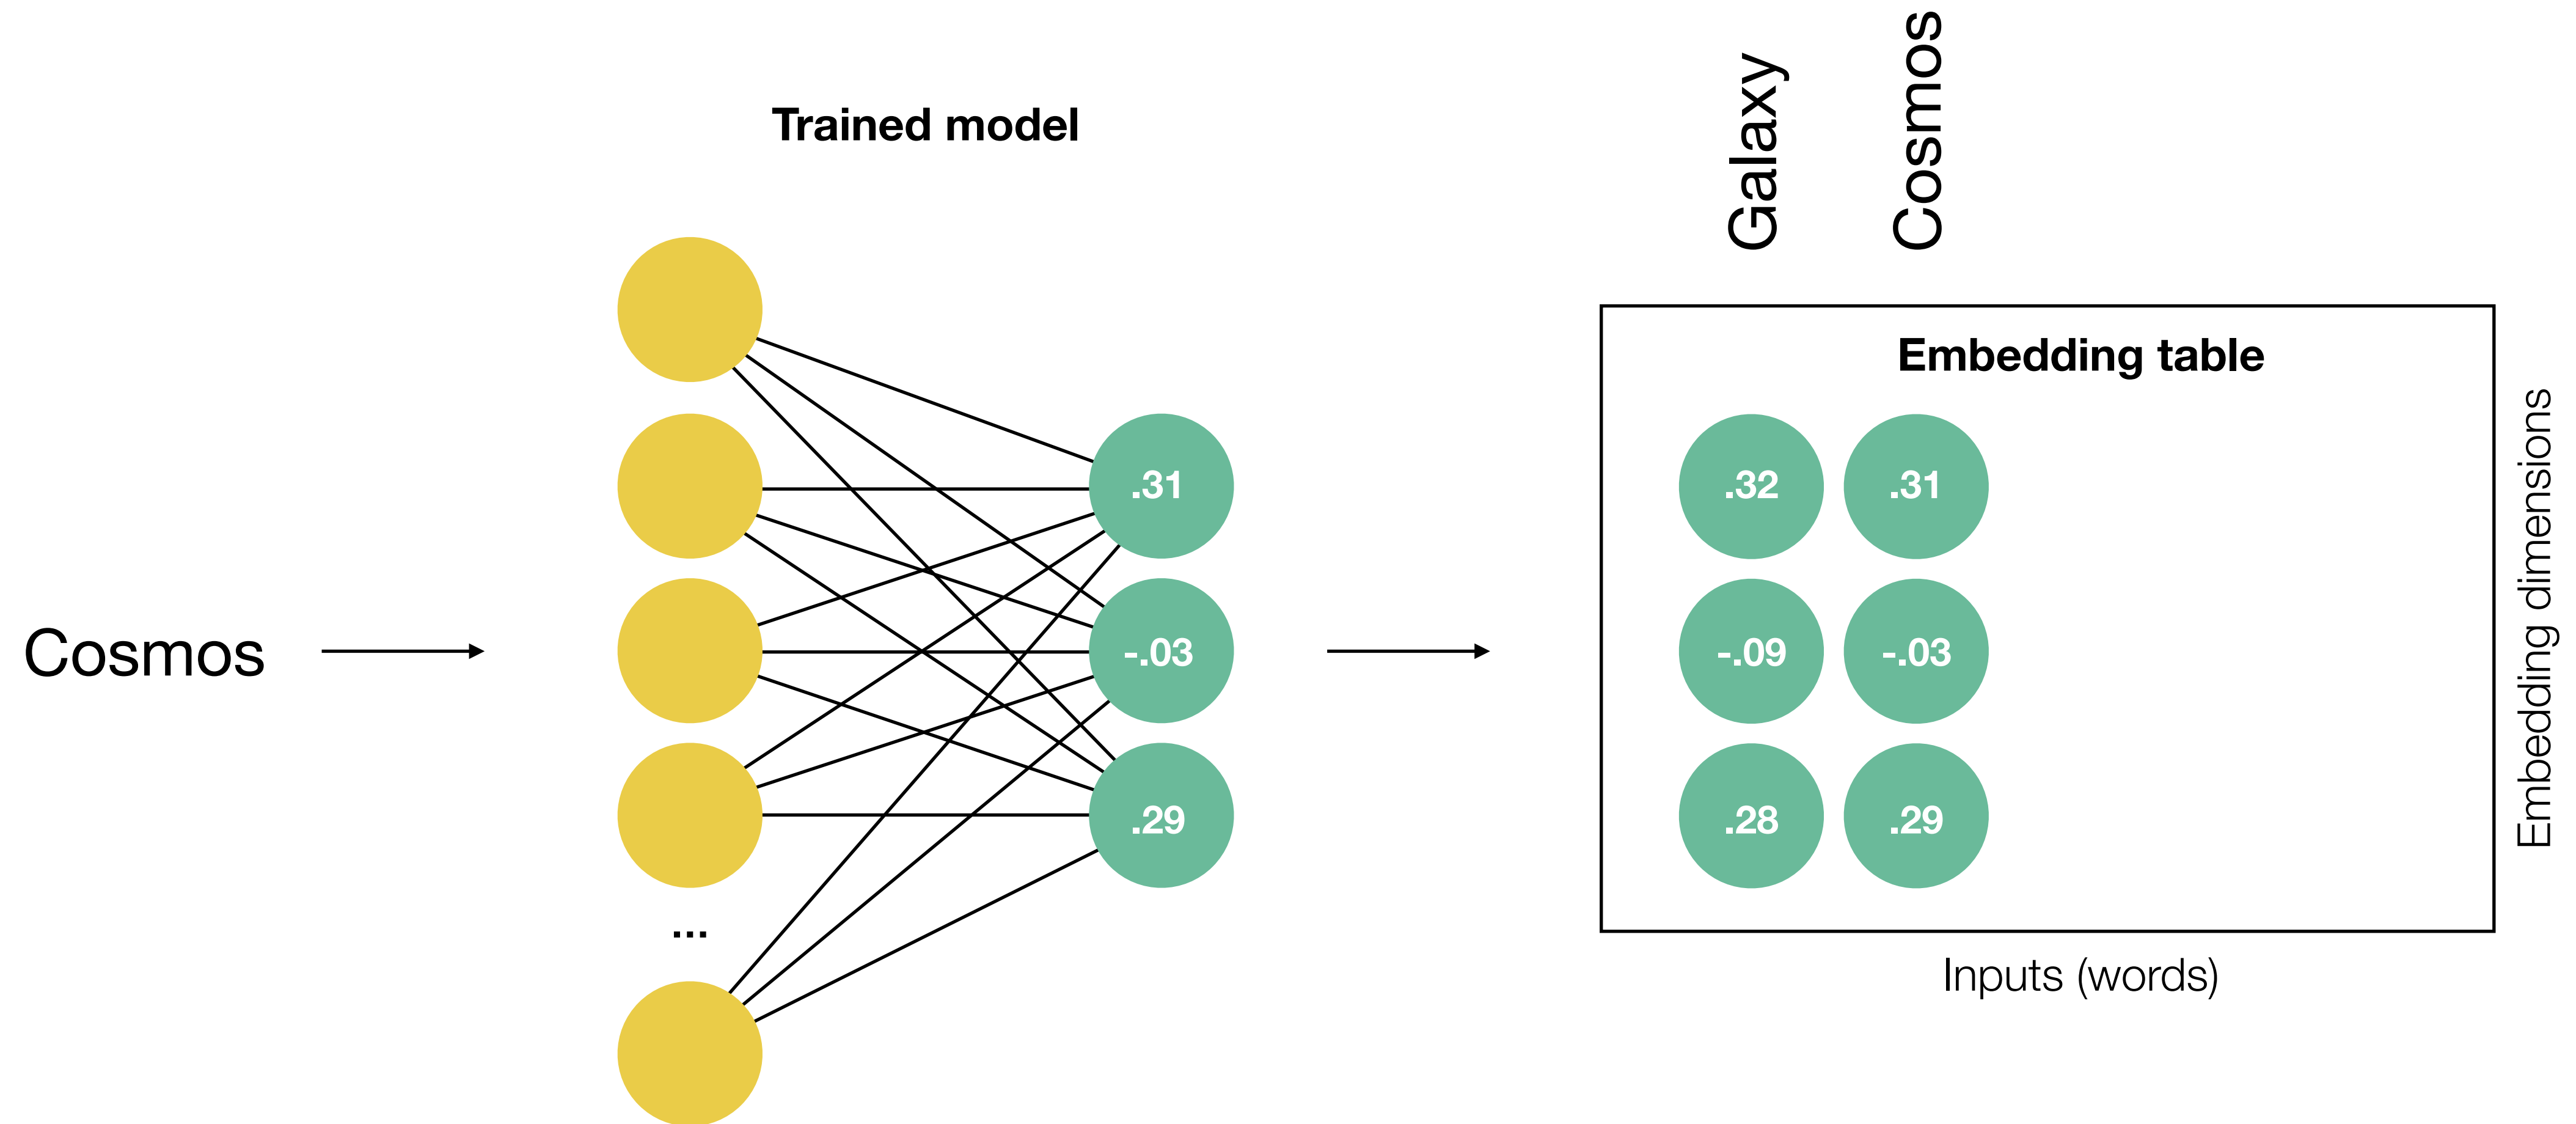 Trained model
Cosmos
.31
-.03
.29
...
Galaxy
Cosmos
Embedding table
.32 .31
-.09 -.03
.28 .29
Embedding dimensions
Inputs (words)